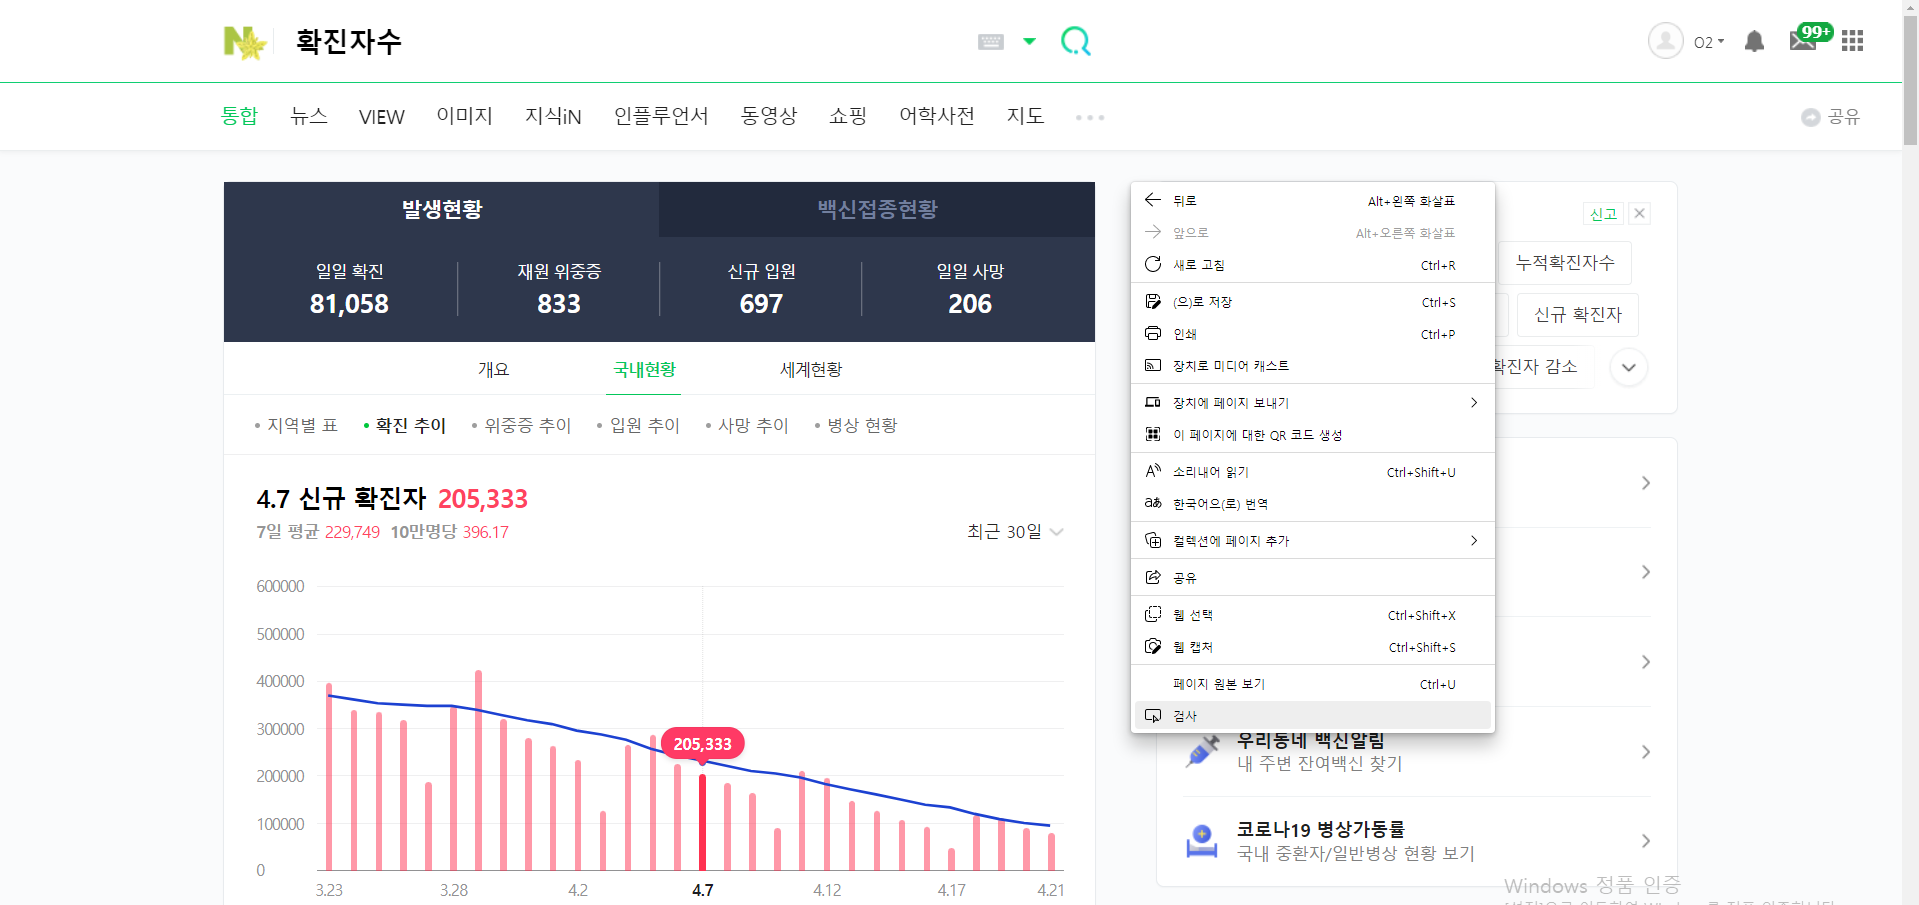 확진자수
O2
99+
통합 뉴스 VIEW 이미지 지식iN 인플루언서 동영상 쇼핑 어학사전 지도
공유
발생현황 백신접종현황
일일 확진 재원 위중증 신규 입원 일일 사망
81,058 833 697 206
개요 국내현황 세계현황
지역별 표 확진 추이 위중증 추이 입원 추이 사망 추이 병상 현황
4.7 신규 확진자 205,333
7일 평균 229,749 10만명당 396.17
최근 30일
600000
500000
400000
300000
200000
100000
0
205,333
3.23 3.28 4.2 4.7 4.12 4.17 4.21
뒤로 Alt+왼쪽 화살표
앞으로 Alt+오른쪽 화살표
새로 고침 Ctrl+R
(으)로 저장 Ctrl+S
인쇄 Ctrl+P
장치로 미디어 캐스트
장치에 페이지 보내기
이 페이지에 대한 QR 코드 생성
소리내어 읽기 Ctrl+Shift+U
한국어으(로) 번역
컬렉션에 페이지 추가
공유
웹 선택 Ctrl+Shift+X
웹 캡처 Ctrl+Shift+S
페이지 원본 보기 Ctrl+U
검사
신고
누적확진자수
신규 확진자
확진자 감소
우리동네 백신알림
내 주변 잔여백신 찾기
코로나19 병상가동률
국내 중환자/일반병상 현황 보기
Windows 정품 인증